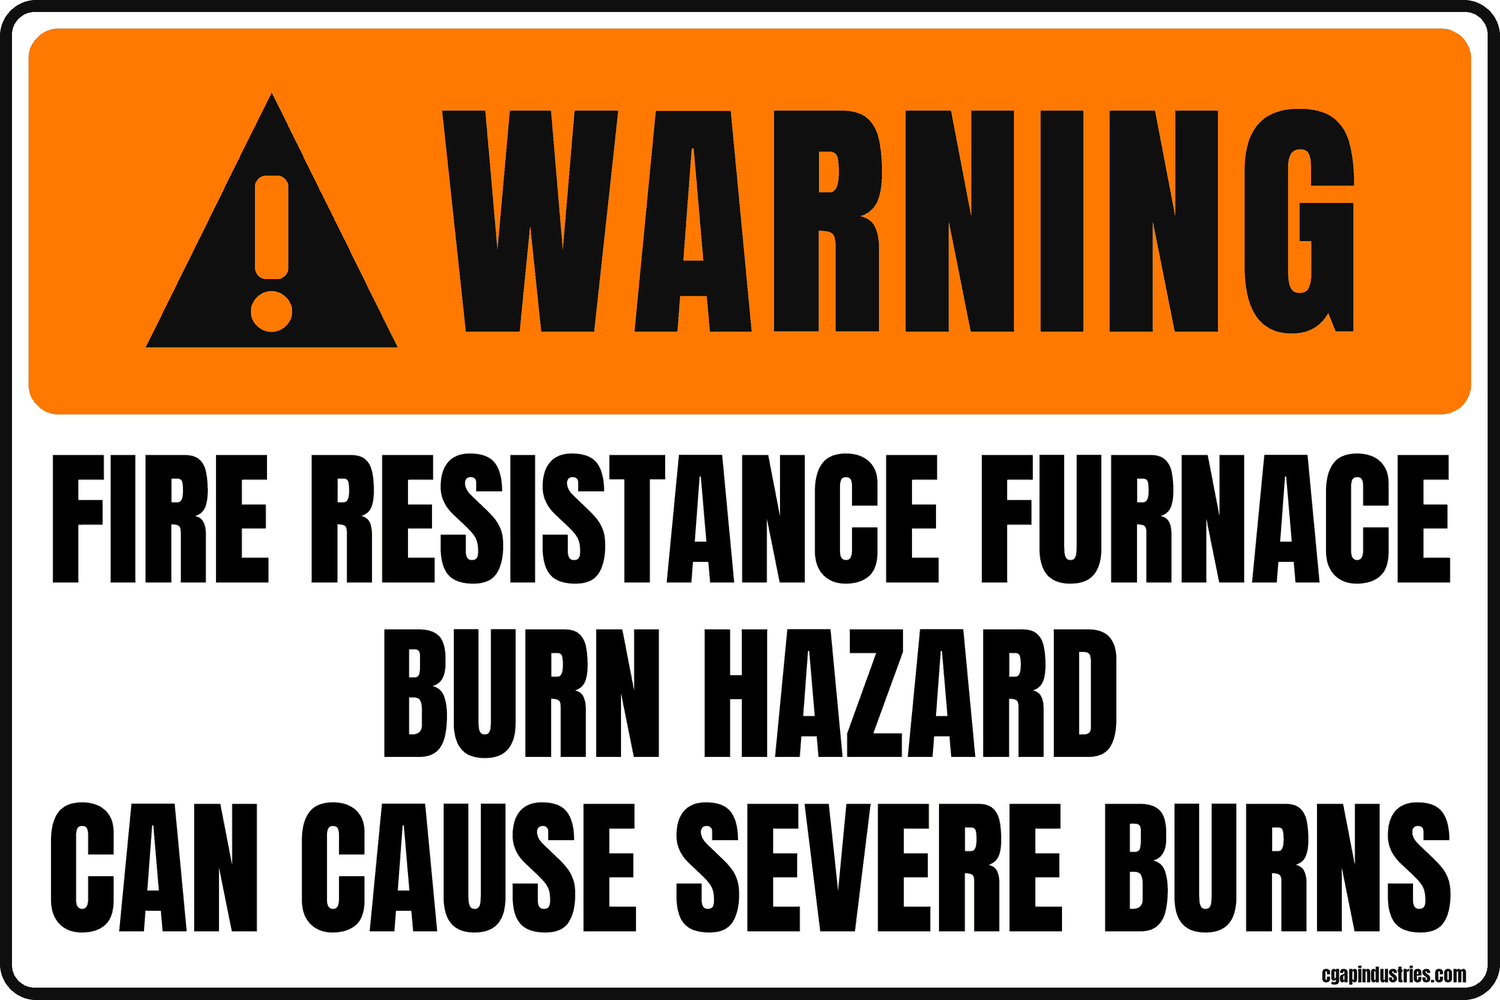 WARNING
FIRE RESISTANCE FURNACE
BURN HAZARD
CAN CAUSE SEVERE BURNS
cgapindustries.com